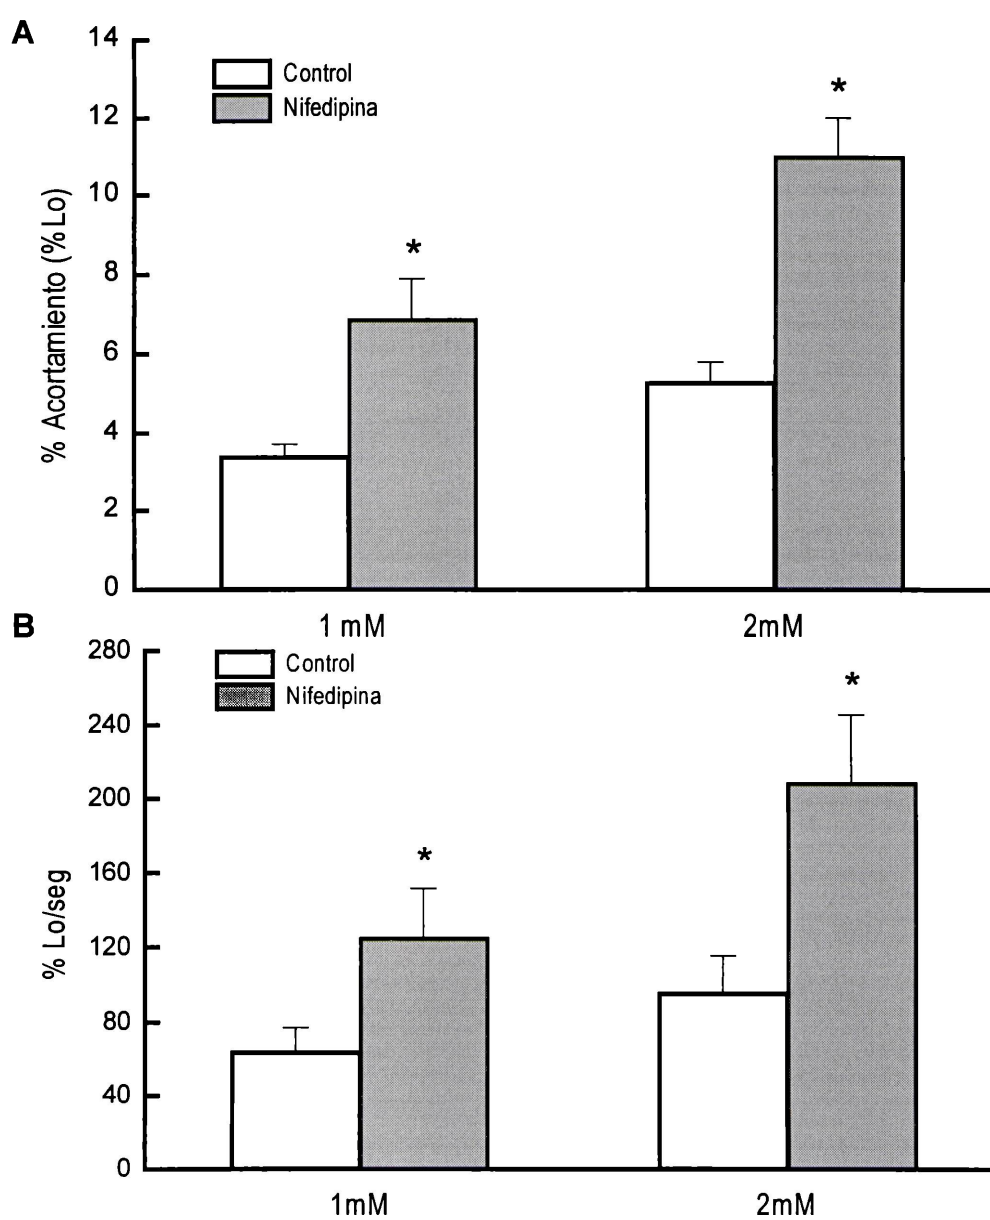 A
14
12
10
8
6
4
2
0
% Acortamiento (% Lo)
Control
Nifedipina
*
*
1 mM
2mM
B
280
240
200
160
120
80
40
0
% Lo/seg
Control
Nifedipina
*
*
1mM
2mM